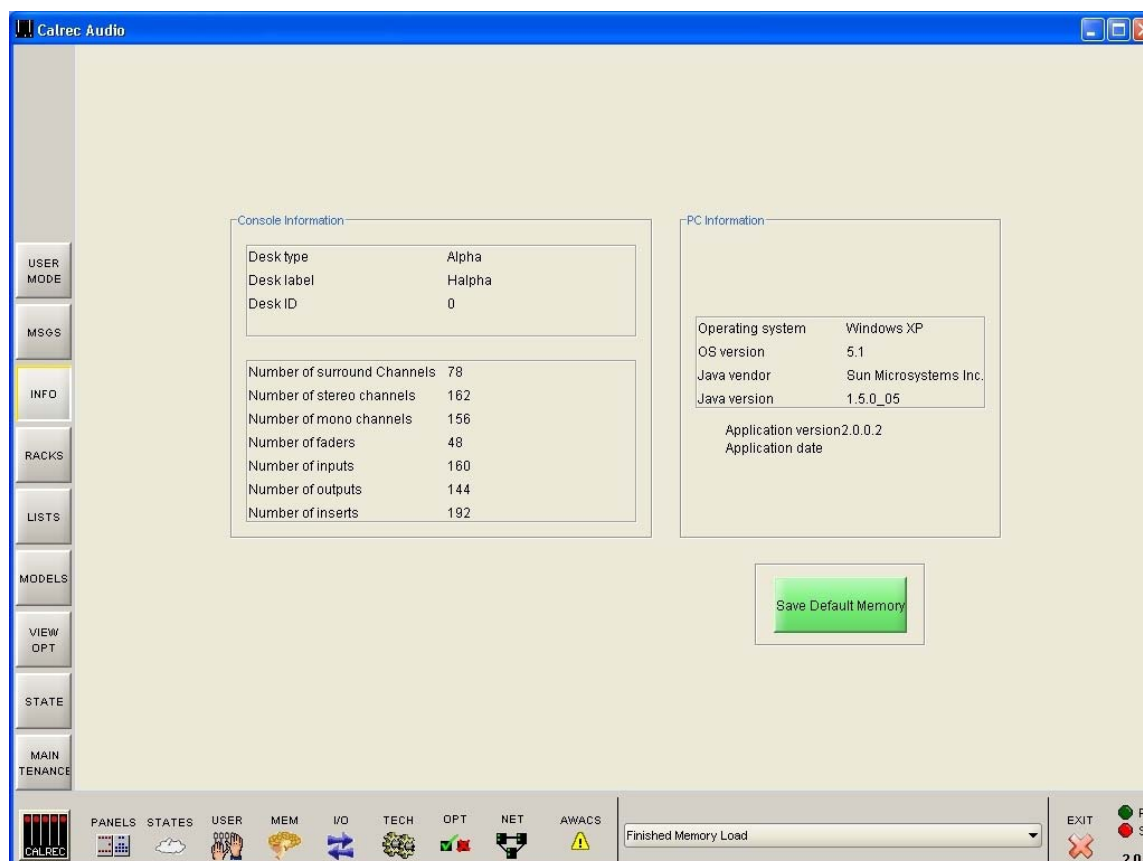 Calrec Audio
USER
MODE
MSGS
INFO
RACKS
LISTS
MODELS
VIEW
OPT
STATE
MAIN
TENANCE
Console Information
Desk type Alpha
Desk label Halpha
Desk ID 0
Number of surround Channels 78
Number of stereo channels 162
Number of mono channels 156
Number of faders 48
Number of inputs 160
Number of outputs 144
Number of inserts 192
PC Information
Operating system Windows XP
OS version 5.1
Java vendor Sun Microsystems Inc.
Java version 1.5.0_05
Application version2.0.0.2
Application date
Save Default Memory
CALREC
PANELS STATES USER MEM I/O TECH OPT NET AWACS
Finished Memory Load
EXIT